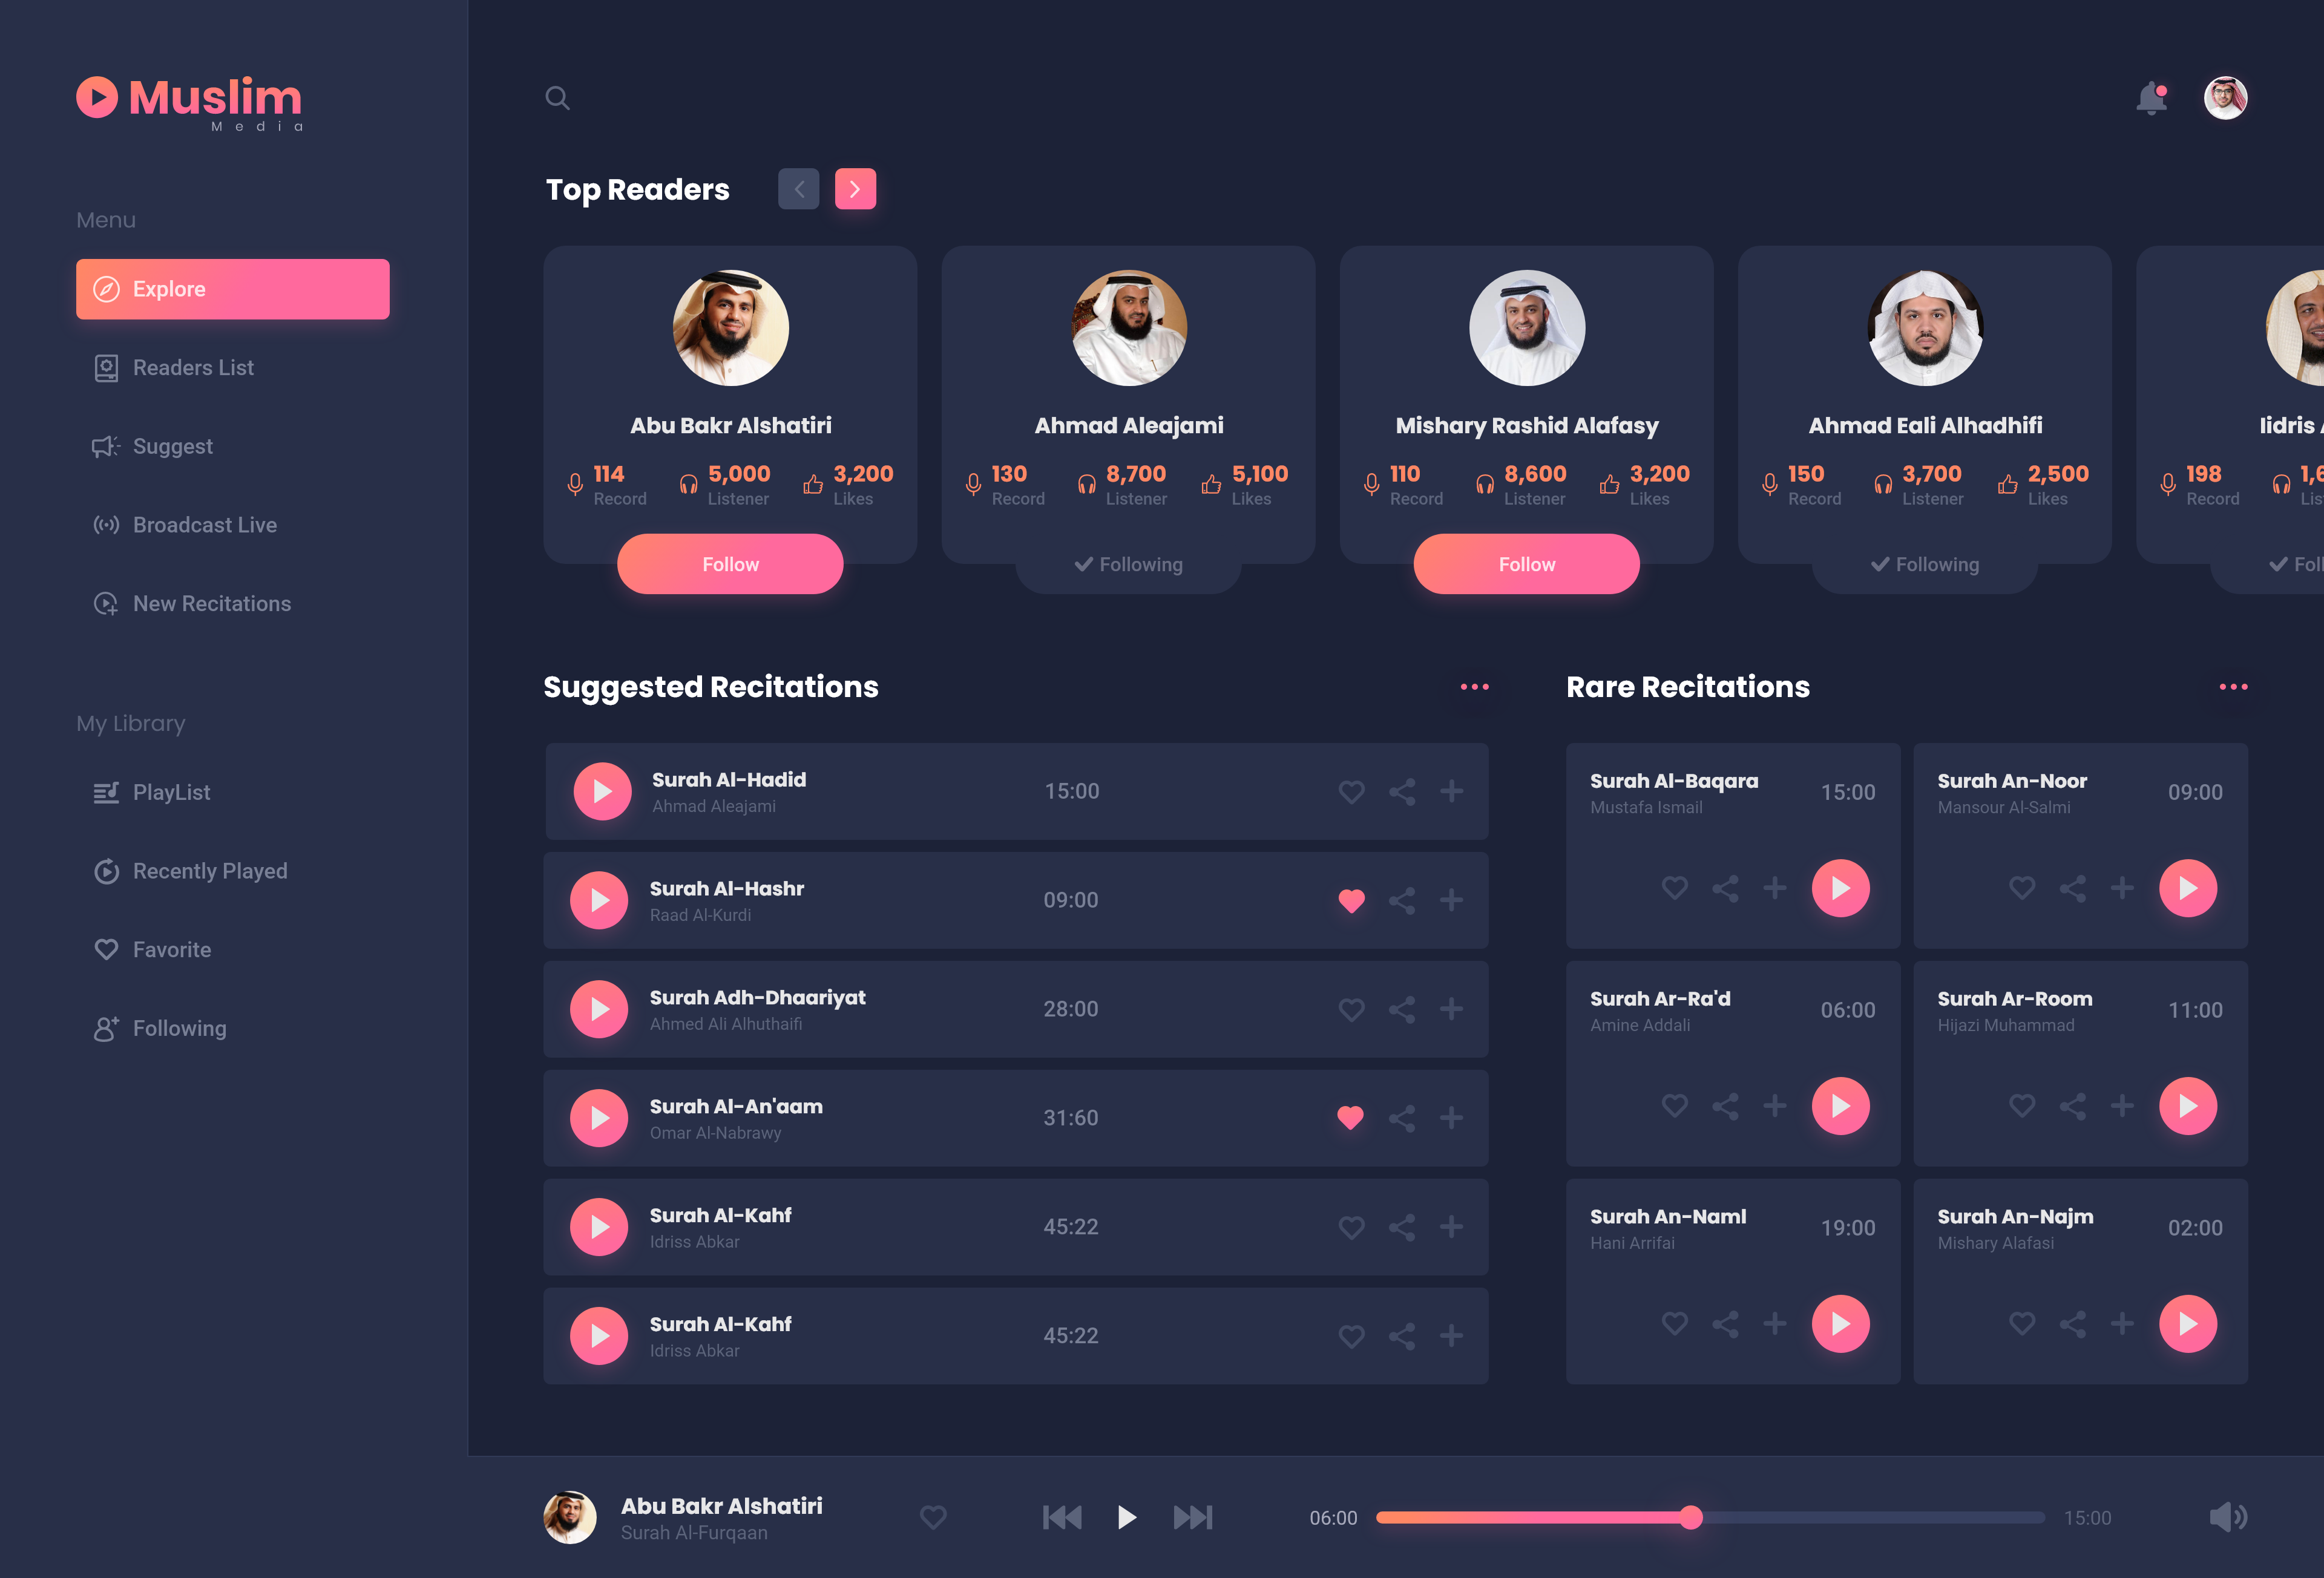 Muslim
Media
Menu
Explore
Readers List
Suggest
Broadcast Live
New Recitations
My Library
PlayList
Recently Played
Favorite
Following
Top Readers
Abu Bakr Alshatiri
114 5,000 3,200
Record Listener Likes
Follow
Ahmad Aleajami
130 8,700 5,100
Record Listener Likes
Following
Mishary Rashid Alafasy
110 8,600 3,200
Record Listener Likes
Follow
Ahmad Eali Alhadhifi
150 3,700 2,500
Record Listener Likes
Following
Iidris
198
Record
Suggested Recitations
Surah Al-Hadid
Ahmad Aleajami
15:00
Surah Al-Hashr
Raad Al-Kurdi
09:00
Surah Adh-Dhaariyat
Ahmed Ali Alhuthaifi
28:00
Surah Al-An'aam
Omar Al-Nabrawy
31:60
Surah Al-Kahf
Idriss Abkar
45:22
Surah Al-Kahf
Idriss Abkar
45:22
Rare Recitations
Surah Al-Baqara
Mustafa Ismail
15:00
Surah An-Noor
Mansour Al-Salmi
09:00
Surah Ar-Ra'd
Amine Addali
06:00
Surah Ar-Room
Hijazi Muhammad
11:00
Surah An-Naml
Hani Arrifai
19:00
Surah An-Najm
Mishary Alafasi
02:00
Abu Bakr Alshatiri
Surah Al-Furqaan
06:00
15:00